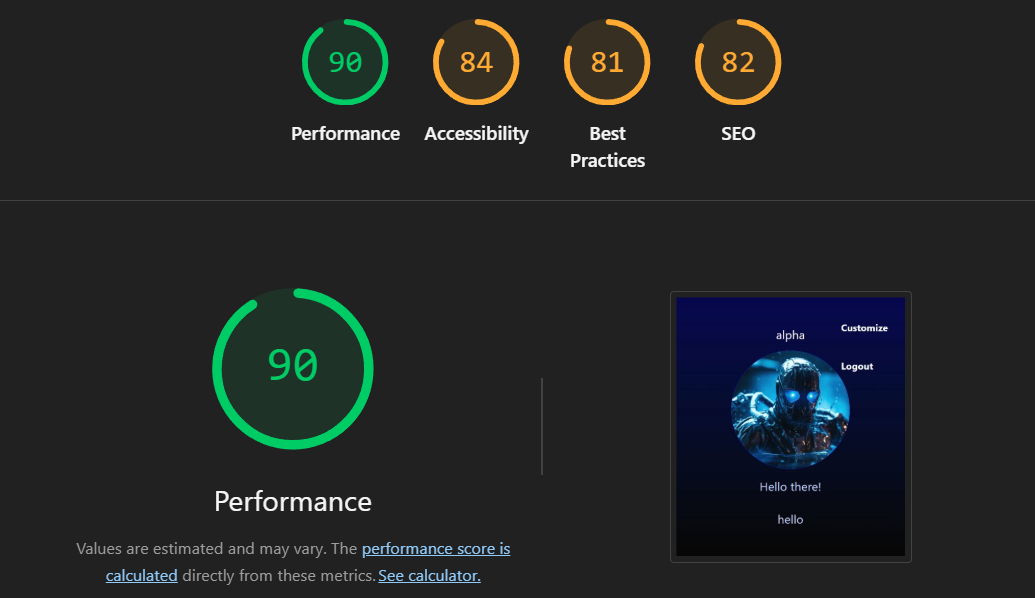 90
84
81
82
Performance
Accessibility
Best
Practices
SEO
90
Performance
Values are estimated and may vary. The performance score is
calculated directly from these metrics. See calculator.
Customize
alpha
Logout
Hello there!
hello